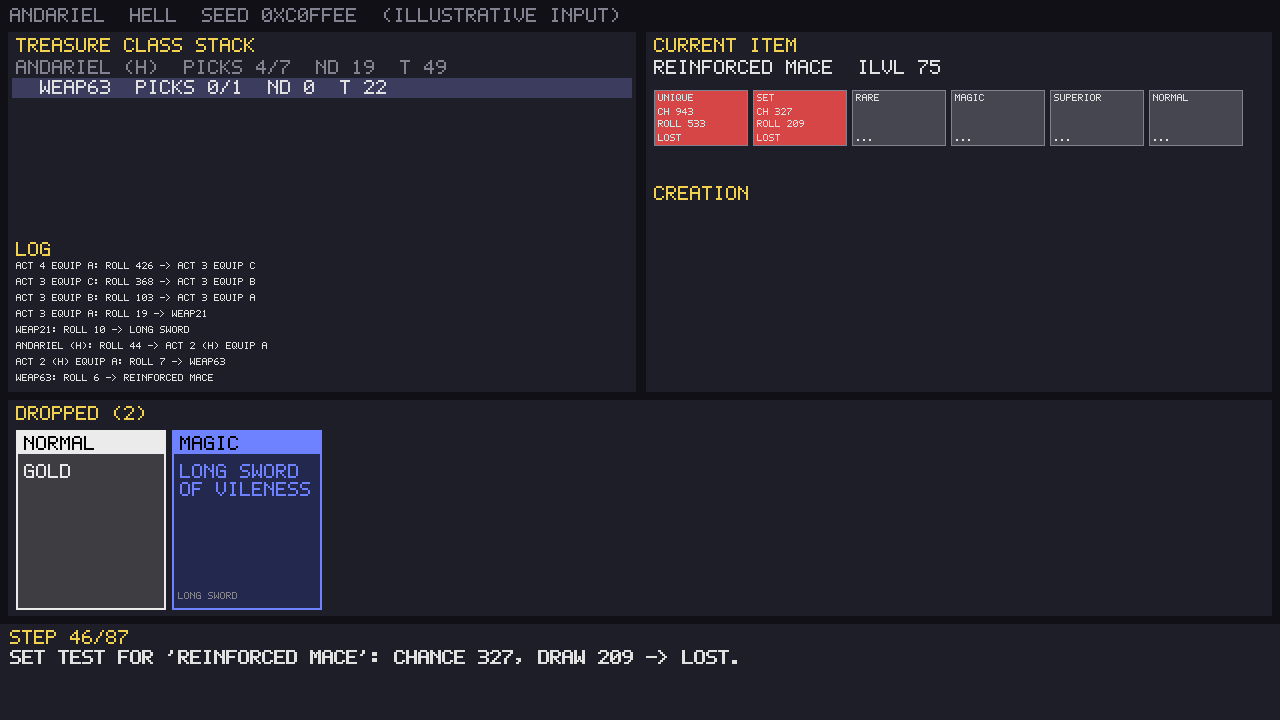 ANDARIEL HELL SEED 0XC0FFEE (ILLUSTRATIVE INPUT)
TREASURE CLASS STACK
ANDARIEL (H) PICKS 4/7 ND 19 T 49
WEAP63 PICKS 0/1 ND 0 T 22
LOG
ACT 4 EQUIP A: ROLL 426 -> ACT 3 EQUIP C
ACT 3 EQUIP C: ROLL 368 -> ACT 3 EQUIP B
ACT 3 EQUIP B: ROLL 103 -> ACT 3 EQUIP A
ACT 3 EQUIP A: ROLL 19 -> WEAP21
WEAP21: ROLL 10 -> LONG SWORD
ANDARIEL (H): ROLL 44 -> ACT 2 (H) EQUIP A
ACT 2 (H) EQUIP A: ROLL 7 -> WEAP63
WEAP63: ROLL 6 -> REINFORCED MACE
CURRENT ITEM
REINFORCED MACE ILVL 75
UNIQUE
CH 943
ROLL 533
LOST
SET
CH 327
ROLL 209
LOST
RARE
...
MAGIC
...
SUPERIOR
...
NORMAL
...
CREATION
DROPPED (2)
NORMAL
GOLD
MAGIC
LONG SWORD
OF VILENESS
LONG SWORD
STEP 46/87
SET TEST FOR 'REINFORCED MACE': CHANCE 327, DRAW 209 -> LOST.